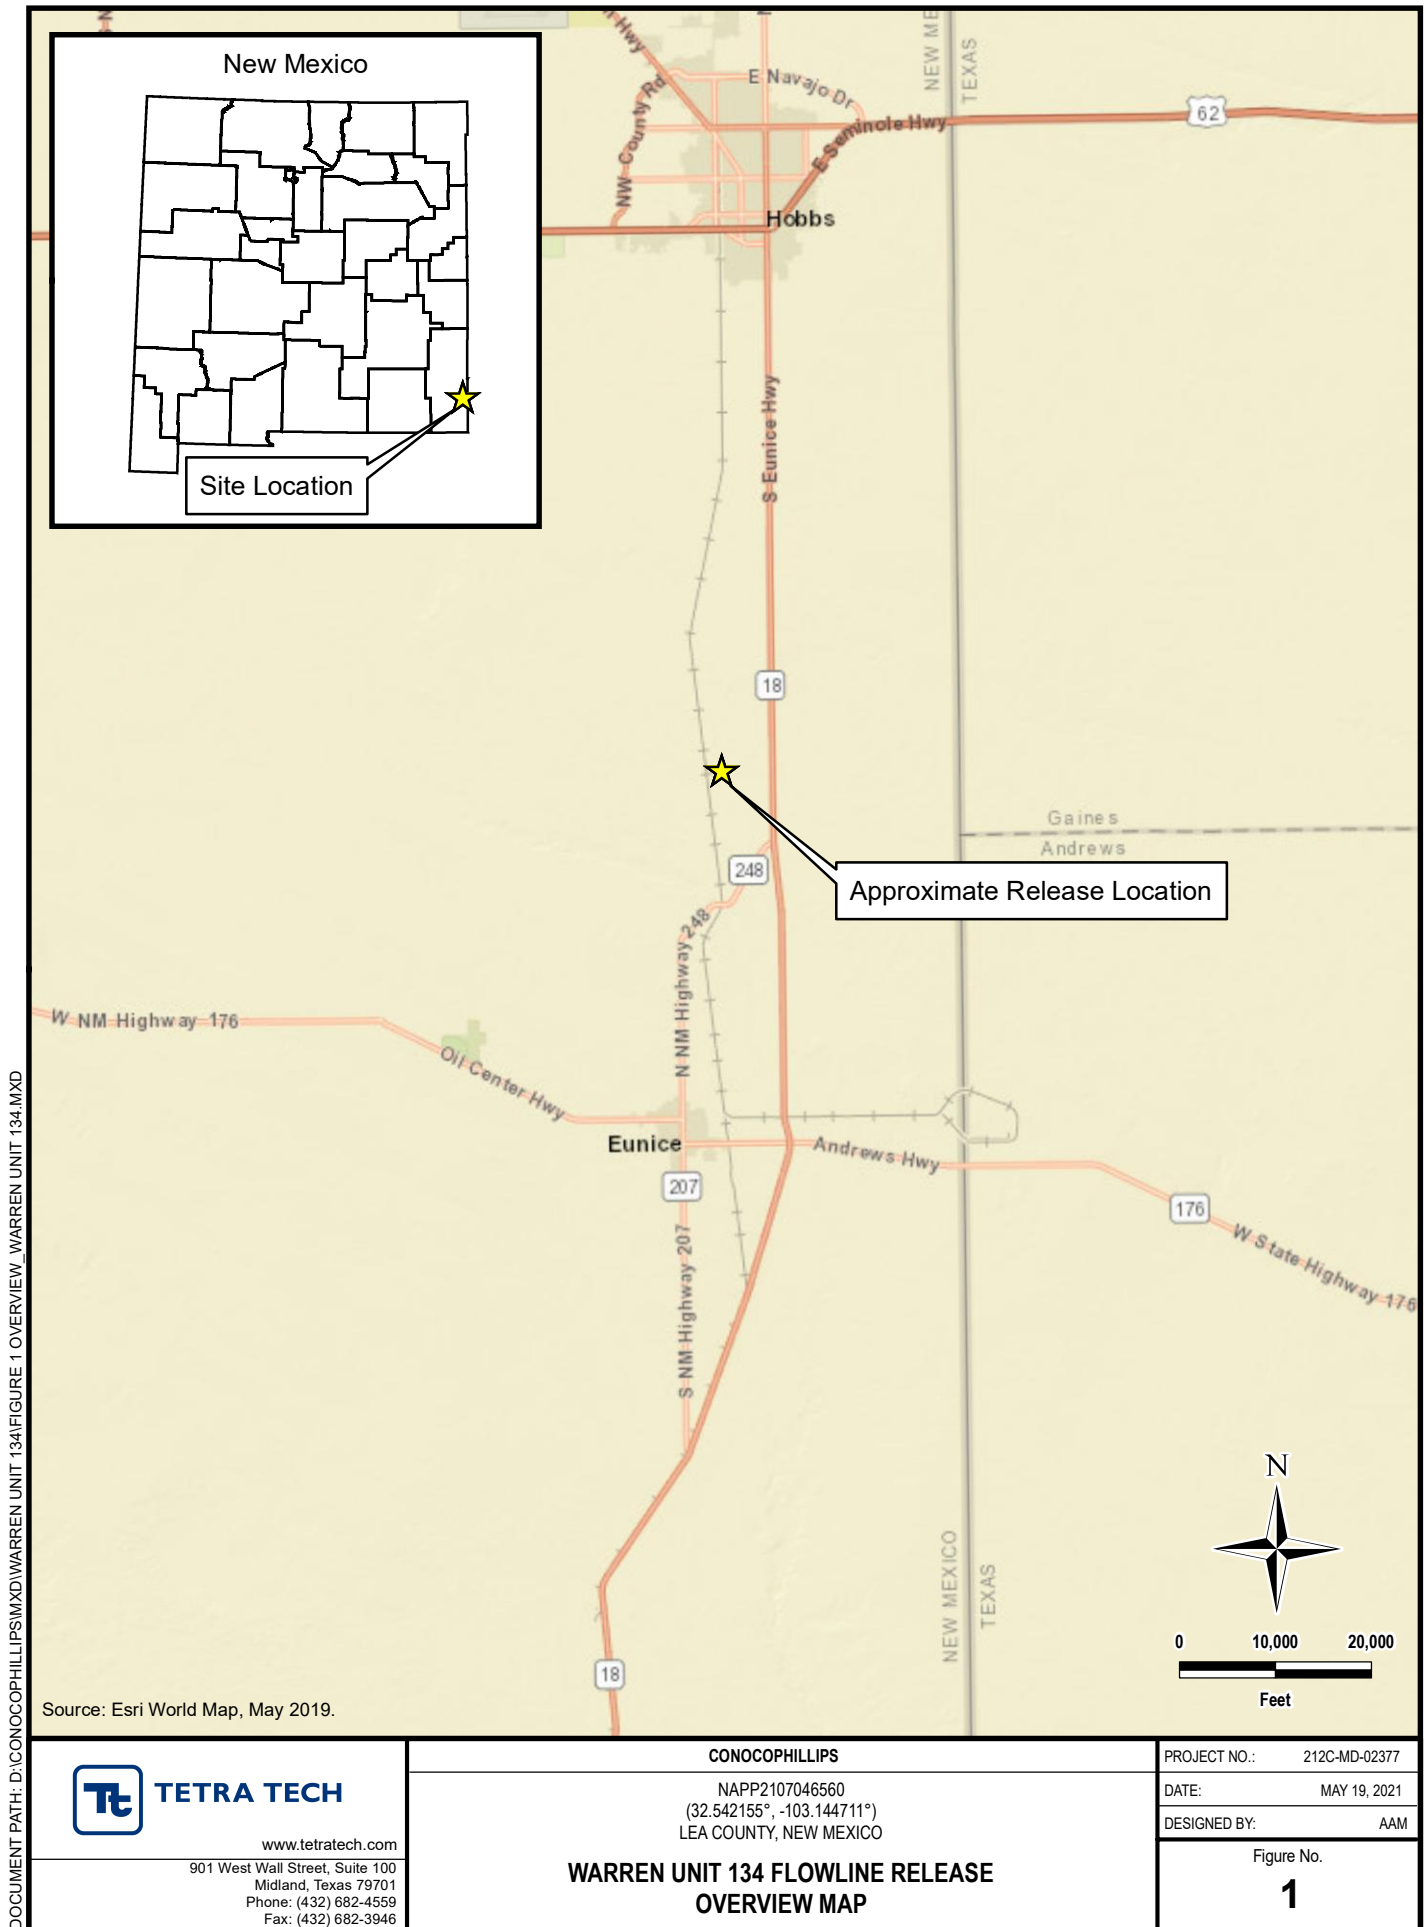 New Mexico
Site Location
n Hwy
E Navajo Dr
NW County Rd
E Seminole Hwy
NEW ME
TEXAS
62
Hobbs
S Eunice Hwy
18
Gaines
Andrews
248
Approximate Release Location
N NM Highway 248
W NM Highway 176
Oil Center Hwy
Eunice
Andrews Hwy
207
176
W State Highway 176
S NM Highway 207
NEW MEXICO
TEXAS
18
N
0 10,000 20,000
Feet
Source: Esri World Map, May 2019.
DOCUMENT PATH: D:\CONOCOPHILLIPS\MXD\WARREN UNIT 134\FIGURE 1 OVERVIEW_WARREN UNIT 134.MXD
Tt TETRA TECH
www.tetratech.com
901 West Wall Street, Suite 100
Midland, Texas 79701
Phone: (432) 682-4559
Fax: (432) 682-3946
CONOCOPHILLIPS
NAPP2107046560
(32.542155°, -103.144711°)
LEA COUNTY, NEW MEXICO
WARREN UNIT 134 FLOWLINE RELEASE
OVERVIEW MAP
PROJECT NO.: 212C-MD-02377
DATE: MAY 19, 2021
DESIGNED BY: AAM
Figure No.
1